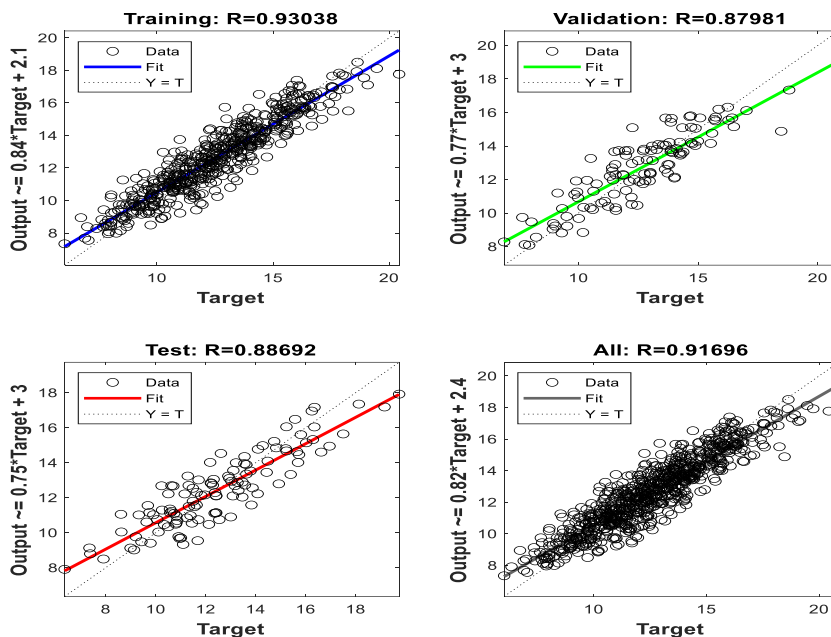 Training: R=0.93038
Output ~= 0.84*Target + 2.1
20
18
16
14
12
10
8
Data
Fit
Y = T
10
15
20
Target
Validation: R=0.87981
Output ~= 0.77*Target + 3
20
18
16
14
12
10
8
Data
Fit
Y = T
10
15
20
Target
Test: R=0.88692
Output ~= 0.75*Target + 3
18
16
14
12
10
8
Data
Fit
Y = T
8
10
12
14
16
18
Target
All: R=0.91696
Output ~= 0.82*Target + 2.4
20
18
16
14
12
10
8
Data
Fit
Y = T
10
15
20
Target